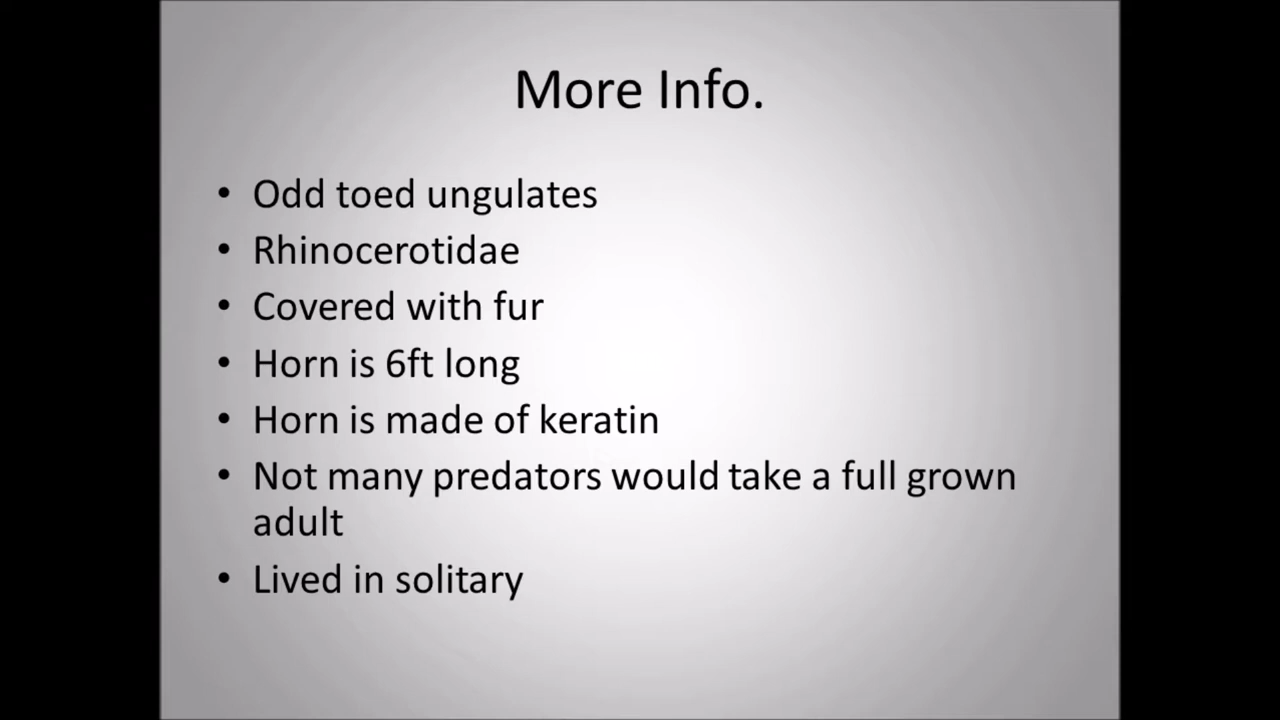 More Info.
• Odd toed ungulates
• Rhinocerotidae
• Covered with fur
• Horn is 6ft long
• Horn is made of keratin
• Not many predators would take a full grown
adult
• Lived in solitary